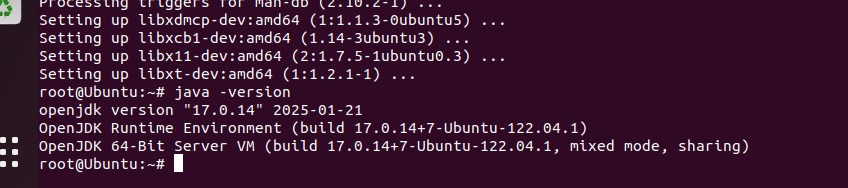 Processing triggers for man-db (2.10.2-1) ...
Setting up libxdmcp-dev:amd64 (1:1.1.3-0ubuntu5) ...
Setting up libxcb1-dev:amd64 (1.14-3ubuntu3) ...
Setting up libx11-dev:amd64 (2:1.7.5-1ubuntu0.3) ...
Setting up libxt-dev:amd64 (1:1.2.1-1) ...
root@Ubuntu:~# java -version
openjdk version "17.0.14" 2025-01-21
OpenJDK Runtime Environment (build 17.0.14+7-Ubuntu-122.04.1)
OpenJDK 64-Bit Server VM (build 17.0.14+7-Ubuntu-122.04.1, mixed mode, sharing)
root@Ubuntu:~#